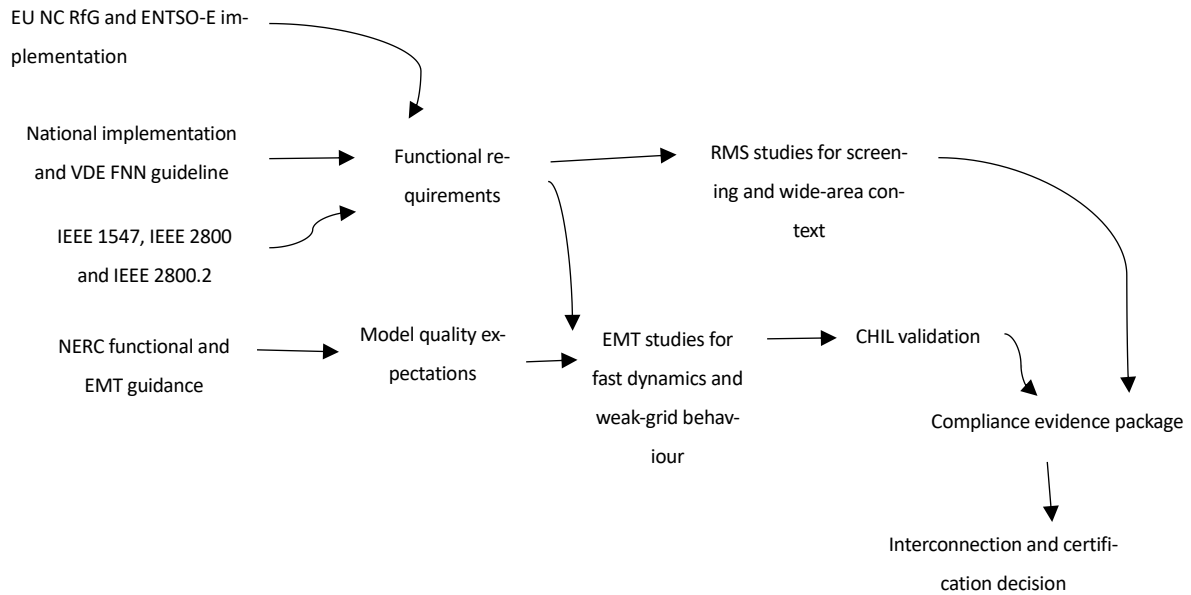 EU NC RfG and ENTSO-E im-
plementation
National implementation
and VDE FNN guideline
IEEE 1547, IEEE 2800
and IEEE 2800.2
NERC functional and
EMT guidance
Functional re-
quirements
Model quality ex-
pectations
RMS studies for screen-
ing and wide-area con-
text
EMT studies for
fast dynamics and
weak-grid behav-
iour
CHIL validation
Compliance evidence package
Interconnection and certifi-
cation decision